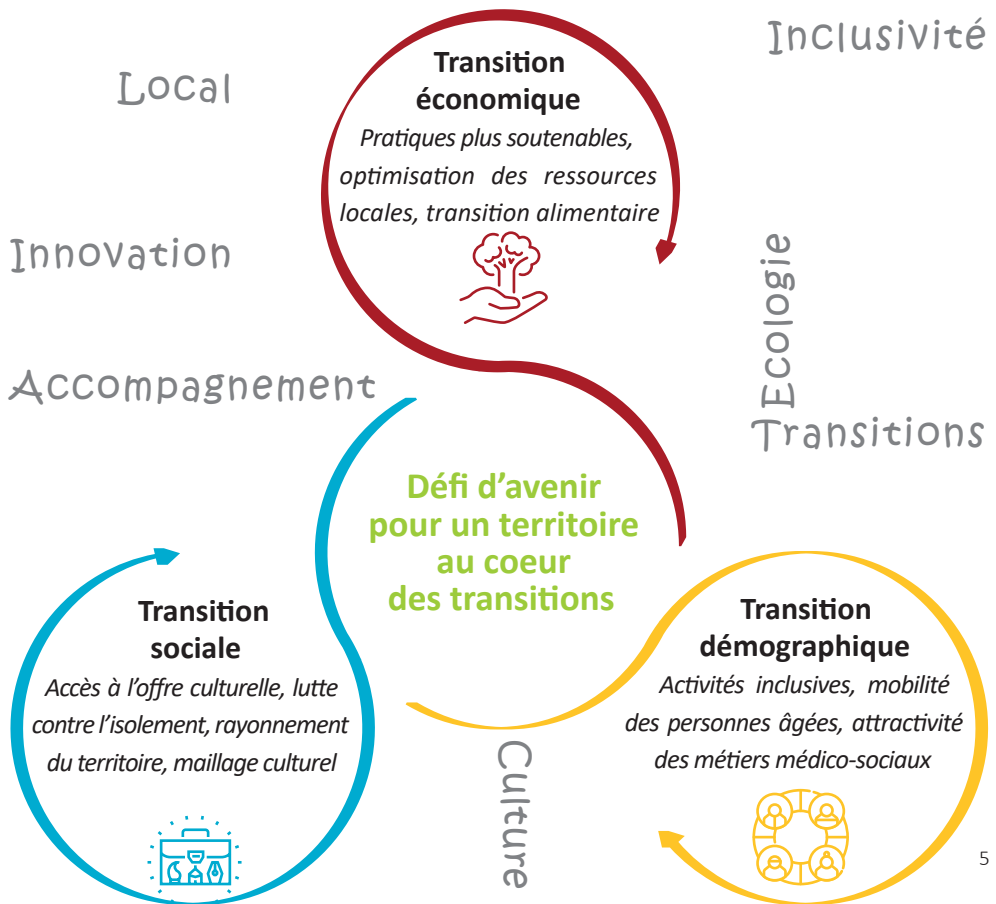 Inclusivité
Local
Transition
économique
Pratiques plus soutenables,
optimisation des ressources
locales, transition alimentaire
Innovation
Ecologie
Accompagnement
Transitions
Défi d’avenir
pour un territoire
au coeur
des transitions
Transition
sociale
Accès à l’offre culturelle, lutte
contre l’isolement, rayonnement
du territoire, maillage culturel
Transition
démographique
Activités inclusives, mobilité
des personnes âgées, attractivité
des métiers médico-sociaux
Culture
5